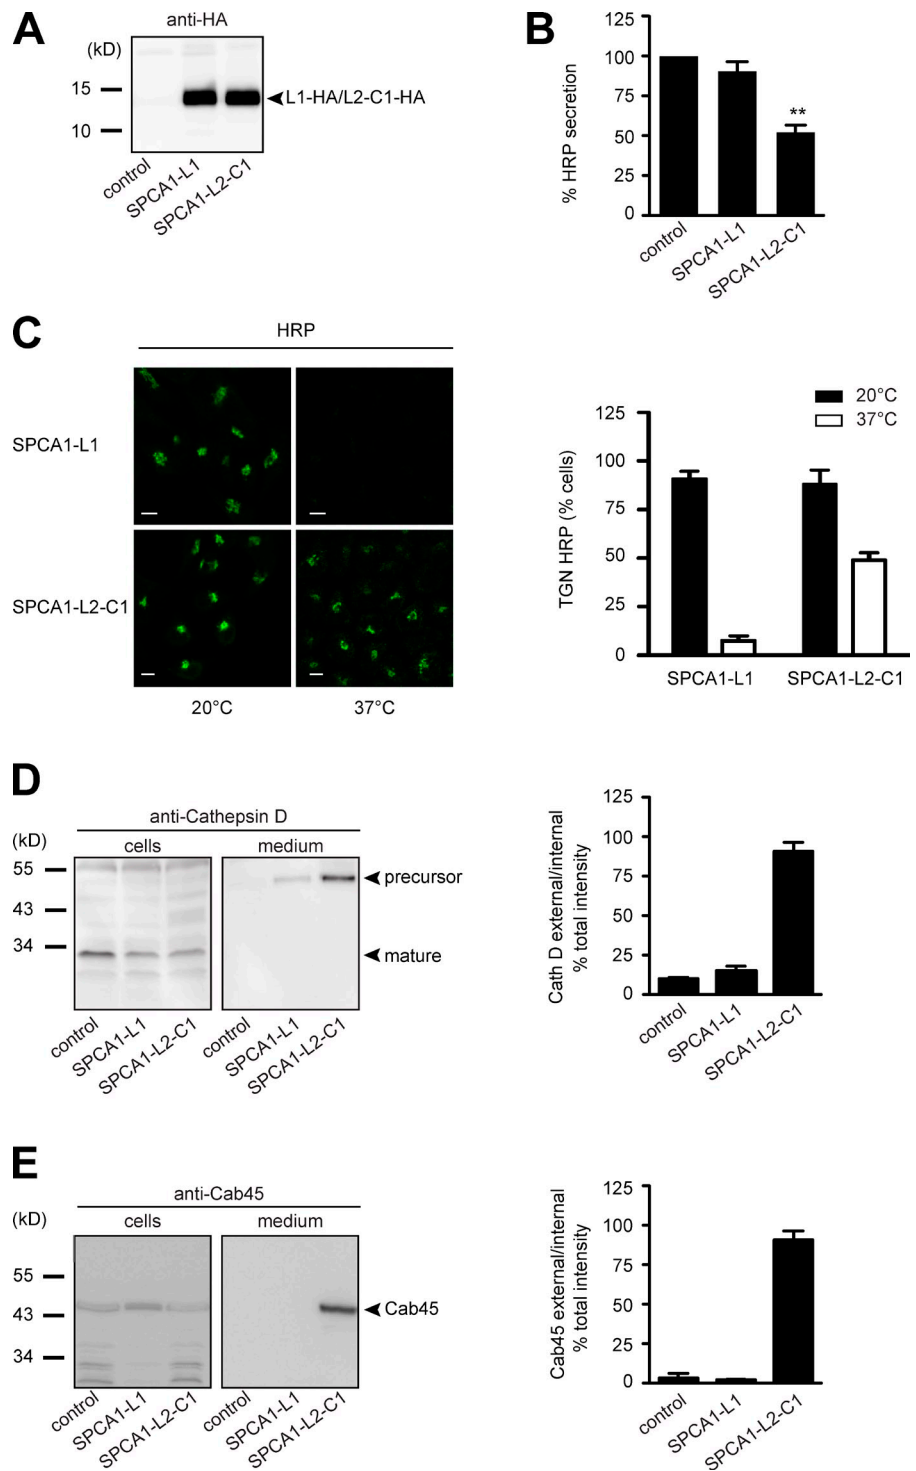 A
anti-HA
(kD)
15
10
L1-HA/L2-C1-HA
control
SPCA1-L1
SPCA1-L2-C1
B
% HRP secretion
125
100
75
50
25
0
**
control
SPCA1-L1
SPCA1-L2-C1
C
HRP
SPCA1-L1
SPCA1-L2-C1
20°C
37°C
20°C
37°C
TGN HRP (% cells)
125
100
75
50
25
0
SPCA1-L1
SPCA1-L2-C1
D
anti-Cathepsin D
(kD)
cells
medium
55
43
34
precursor
mature
control
SPCA1-L1
SPCA1-L2-C1
control
SPCA1-L1
SPCA1-L2-C1
Cath D external/internal
% total intensity
125
100
75
50
25
0
control
SPCA1-L1
SPCA1-L2-C1
E
anti-Cab45
(kD)
cells
medium
55
43
34
Cab45
control
SPCA1-L1
SPCA1-L2-C1
control
SPCA1-L1
SPCA1-L2-C1
Cab45 external/internal
% total intensity
125
100
75
50
25
0
control
SPCA1-L1
SPCA1-L2-C1